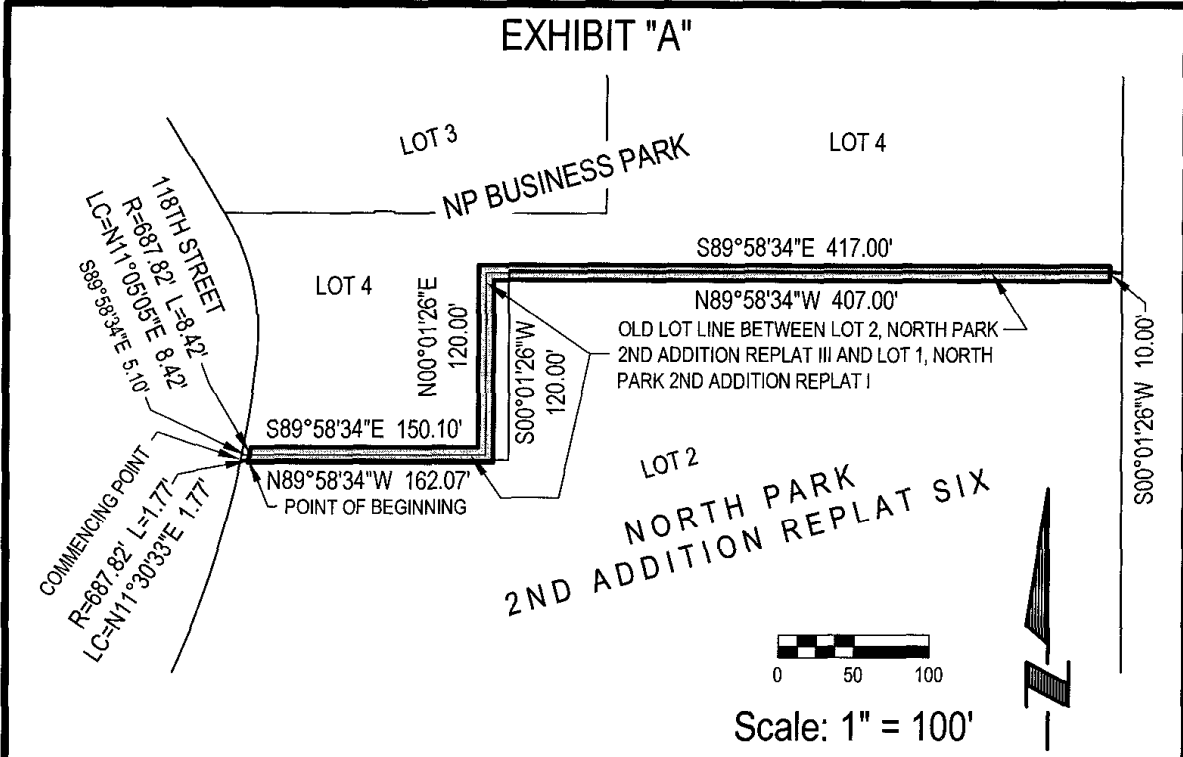 EXHIBIT "A"
LOT 3
LOT 4
NP BUSINESS PARK
118TH STREET
R=687.82' L=8.42'
LC=N11°05'05"E 8.42'
S89°58'34"E 5.10'
LOT 4
S89°58'34"E 417.00'
N89°58'34"W 407.00'
N00°01'26"E
120.00'
S00°01'26"W
120.00'
OLD LOT LINE BETWEEN LOT 2, NORTH PARK
2ND ADDITION REPLAT III AND LOT 1, NORTH
PARK 2ND ADDITION REPLAT I
S00°01'26"W 10.00'
S89°58'34"E 150.10'
N89°58'34"W 162.07'
POINT OF BEGINNING
COMMENCING POINT
R=687.82' L=1.77'
LC=N11°30'33"E 1.77'
LOT 2
NORTH PARK
2ND ADDITION REPLAT SIX
0 50 100
Scale: 1" = 100'
N